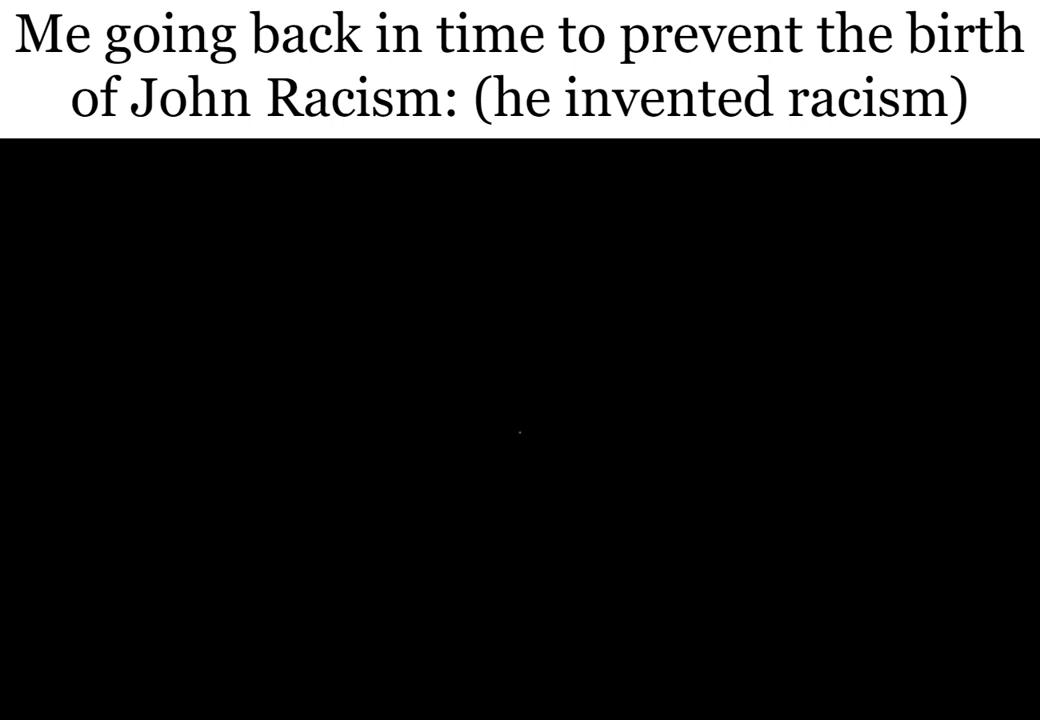 Me going back in time to prevent the birth
of John Racism: (he invented racism)